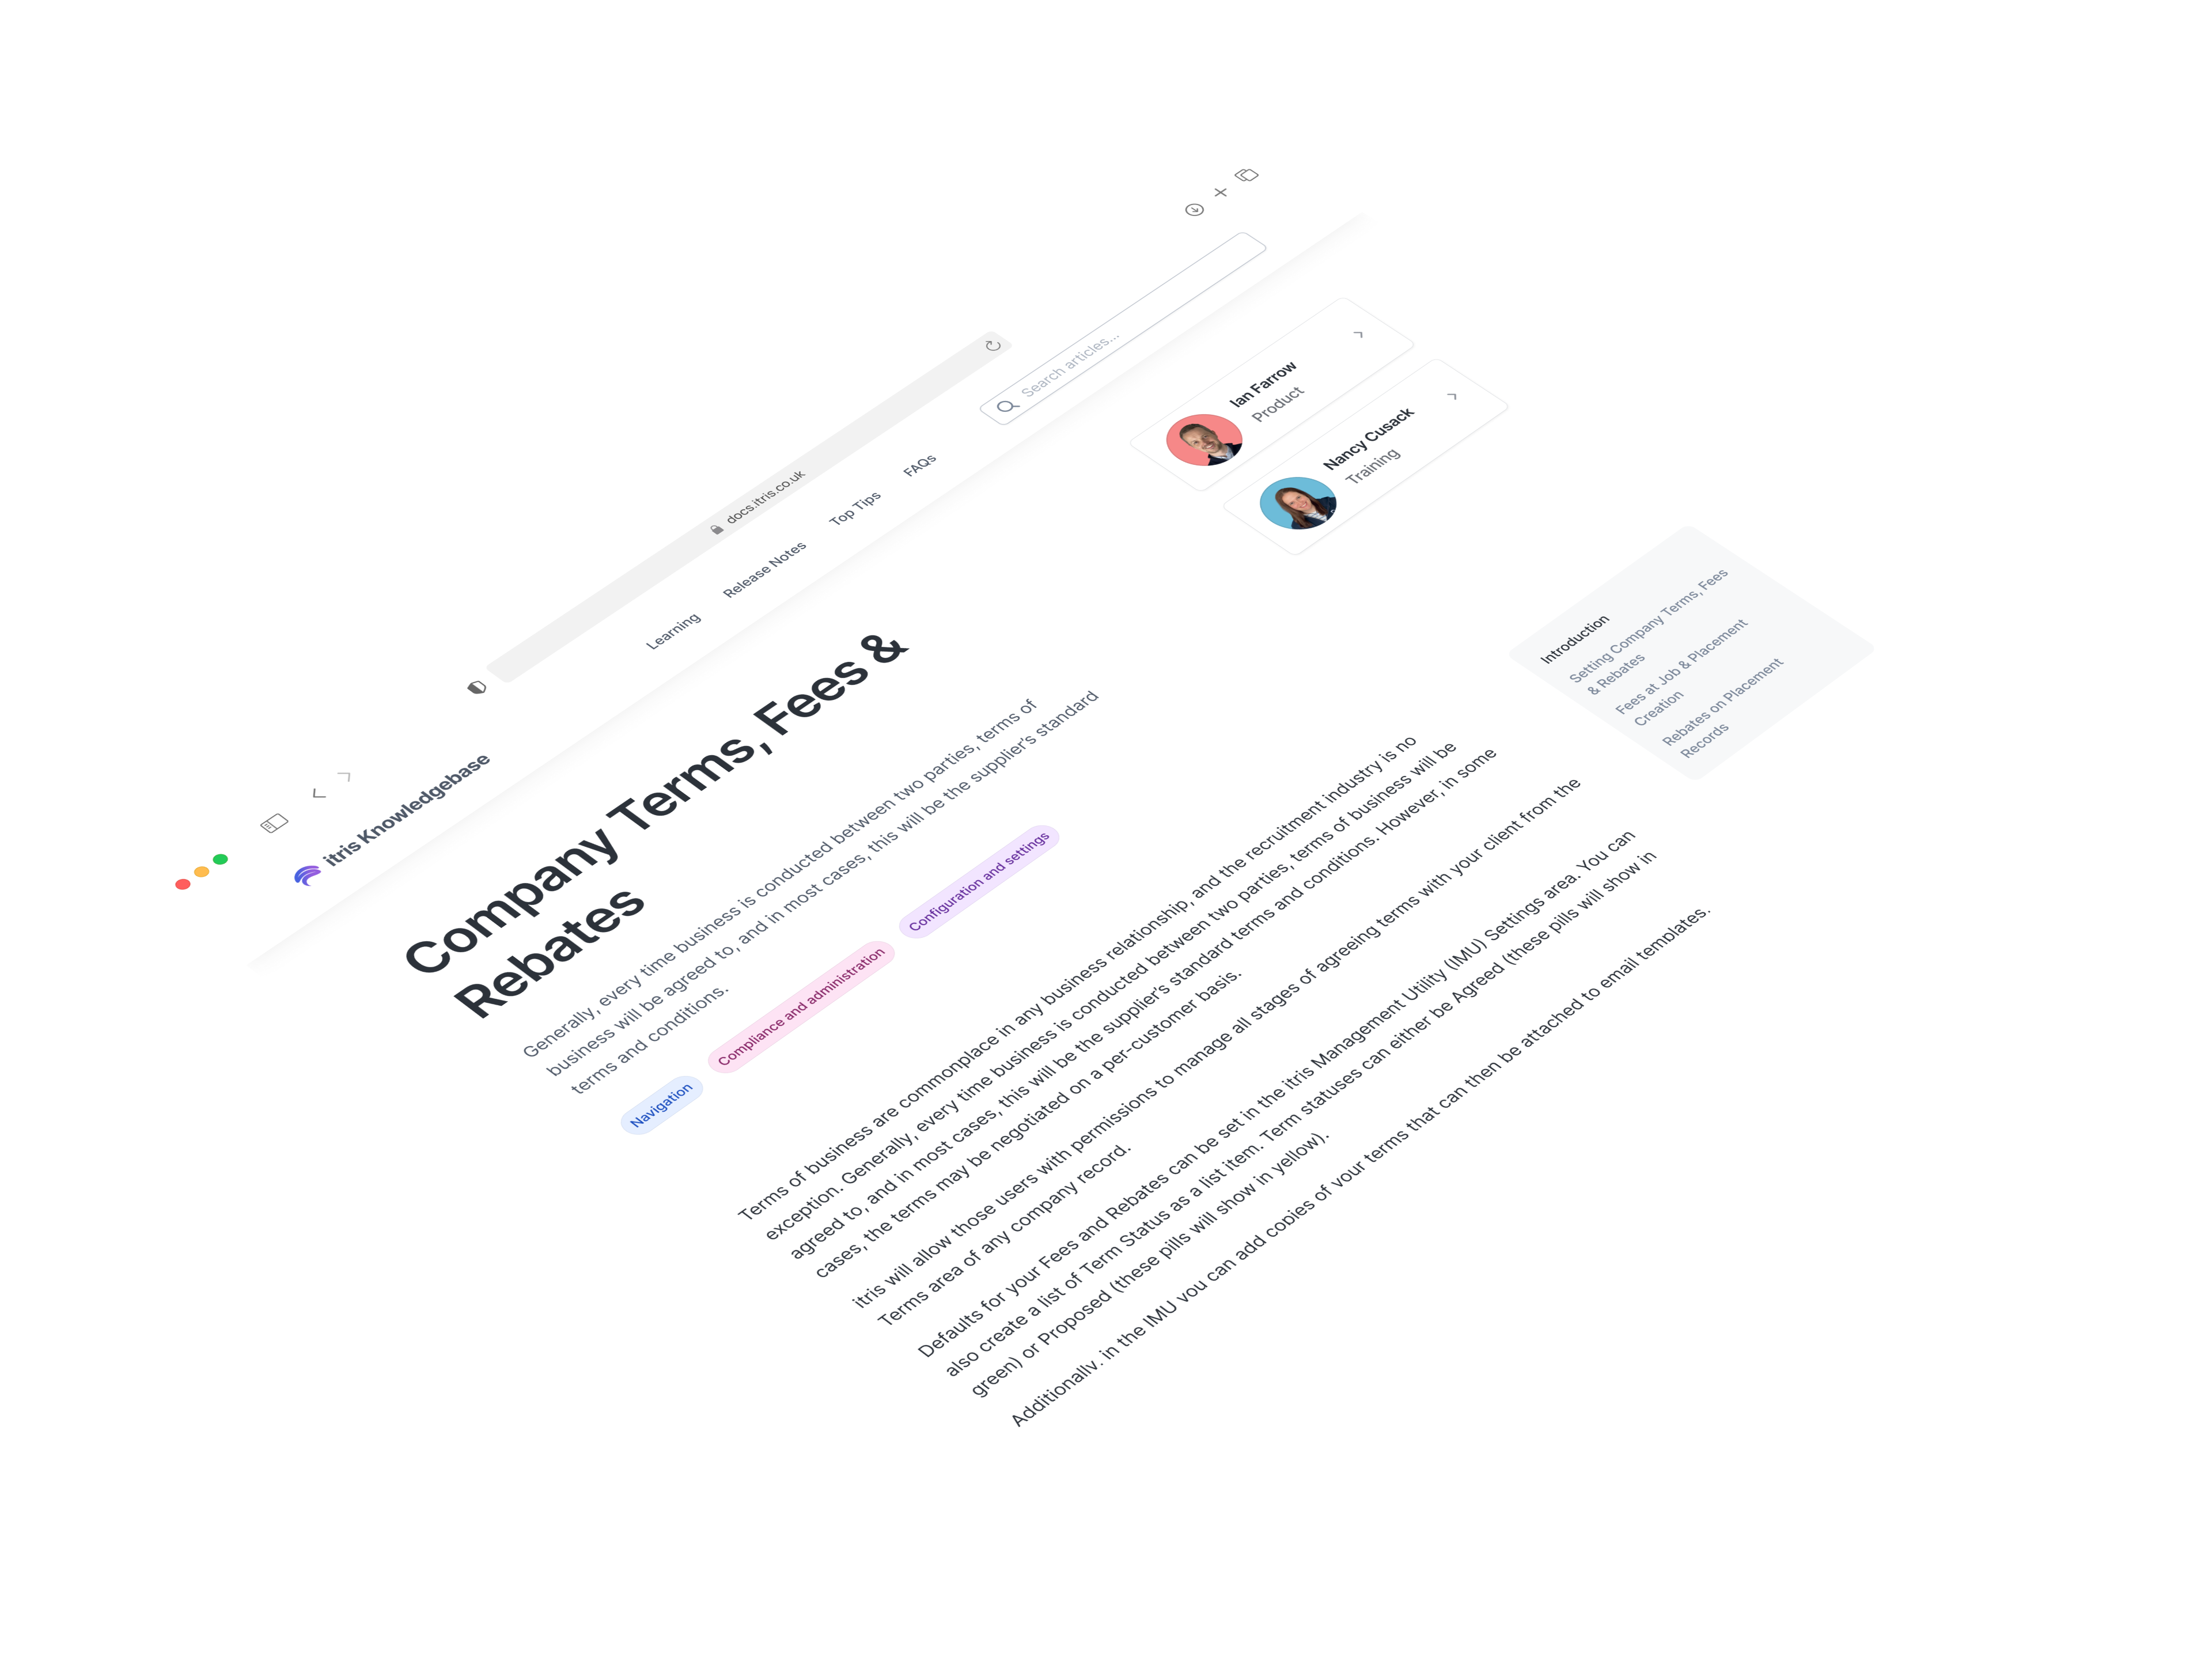 docs.itris.co.uk
itris Knowledgebase
Learning
Release Notes
Top Tips
FAQs
Search articles...
Company Terms, Fees &
Rebates
Generally, every time business is conducted between two parties, terms of
business will be agreed to, and in most cases, this will be the supplier's standard
terms and conditions.
Navigation
Compliance and administration
Configuration and settings
Ian Farrow
Product
Nancy Cusack
Training
Terms of business are commonplace in any business relationship, and the recruitment industry is no
exception. Generally, every time business is conducted between two parties, terms of business will be
agreed to, and in most cases, this will be the supplier's standard terms and conditions. However, in some
cases, the terms may be negotiated on a per-customer basis.
itris will allow those users with permissions to manage all stages of agreeing terms with your client from the
Terms area of any company record.
Defaults for your Fees and Rebates can be set in the itris Management Utility (IMU) Settings area. You can
also create a list of Term Status as a list item. Term statuses can either be Agreed (these pills will show in
green) or Proposed (these pills will show in yellow).
Additionally, in the IMU you can add copies of your terms that can then be attached to email templates.
Introduction
Setting Company Terms, Fees
& Rebates
Fees at Job & Placement
Creation
Rebates on Placement
Records